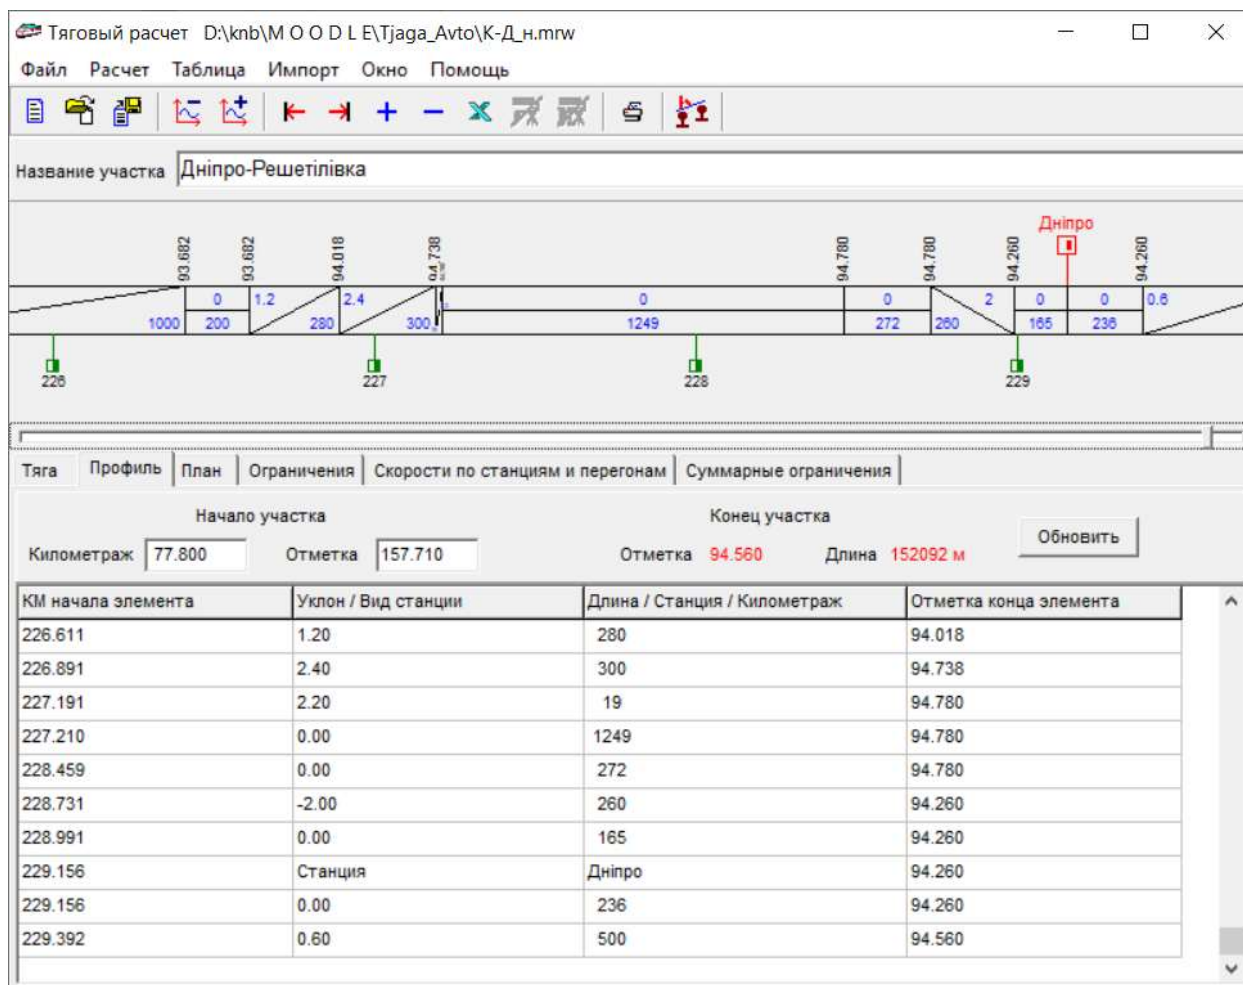 Тяговый расчет D:\knb\M O O D L E\Tjaga_Avto\К-Д_н.mrw
Файл Расчет Таблица Импорт Окно Помощь
Название участка Дніпро-Решетілівка
Дніпро
93.682 93.682 94.018 94.738 94.780 94.780 94.260 94.260
0 1.2 2.4 0 0 2 0 0 0.6
1000 200 280 300 1249 272 260 165 236
226 227 228 229
Тяга Профиль План Ограничения Скорости по станциям и перегонам Суммарные ограничения
Начало участка Конец участка
Километраж 77.800 Отметка 157.710 Отметка 94.560 Длина 152092 м Обновить
КМ начала элемента Уклон / Вид станции Длина / Станция / Километраж Отметка конца элемента
226.611 1.20 280 94.018
226.891 2.40 300 94.738
227.191 2.20 19 94.780
227.210 0.00 1249 94.780
228.459 0.00 272 94.780
228.731 -2.00 260 94.260
228.991 0.00 165 94.260
229.156 Станция Дніпро 94.260
229.156 0.00 236 94.260
229.392 0.60 500 94.560